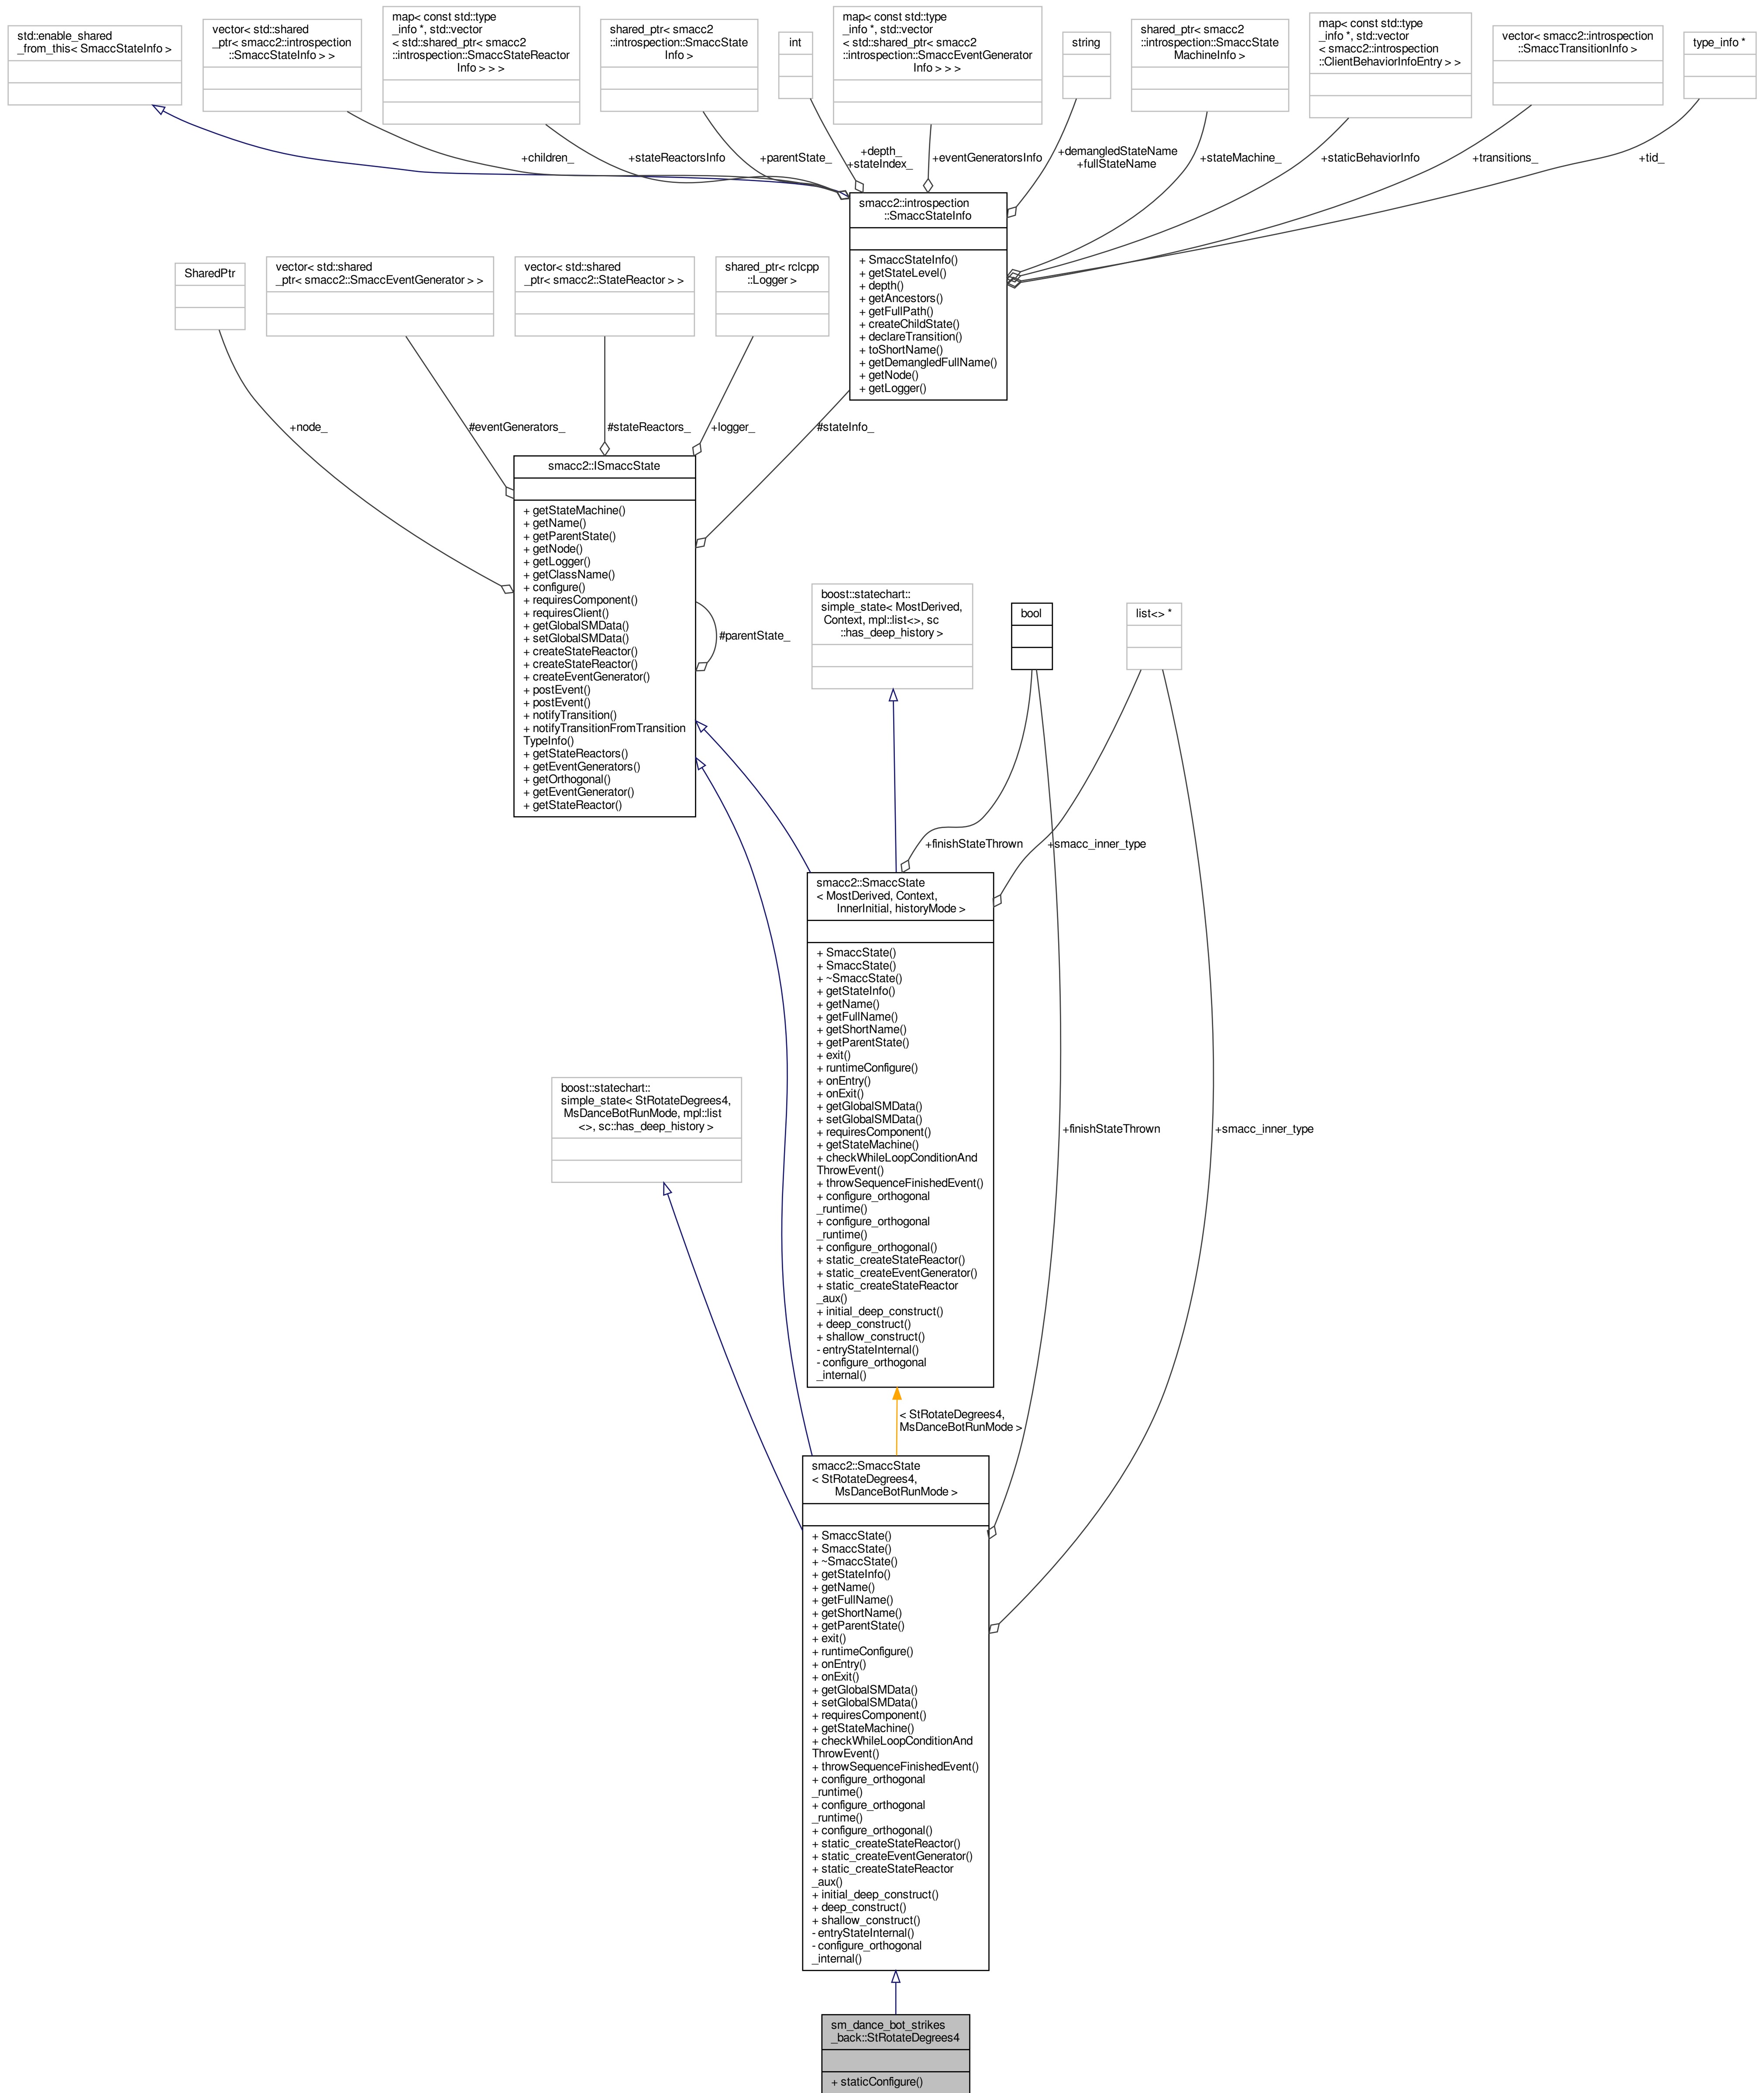 std::enable_shared
_from_this< SmaccStateInfo >
vector< std::shared
_ptr< smacc2::introspection
::SmaccStateInfo > >
map< const std::type
_info *, std::vector
< std::shared_ptr< smacc2
::introspection::SmaccStateReactor
Info > > >
shared_ptr< smacc2
::introspection::SmaccState
Info >
int
map< const std::type
_info *, std::vector
< std::shared_ptr< smacc2
::introspection::SmaccEventGenerator
Info > > >
string
shared_ptr< smacc2
::introspection::SmaccState
MachineInfo >
map< const std::type
_info *, std::vector
< smacc2::introspection
::ClientBehaviorInfoEntry > >
vector< smacc2::introspection
::SmaccTransitionInfo >
type_info *
+children_
+stateReactorsInfo
+parentState_
+depth_
+stateIndex_
+eventGeneratorsInfo
+demangledStateName
+fullStateName
+stateMachine_
+staticBehaviorInfo
+transitions_
+tid_
smacc2::introspection
::SmaccStateInfo
+ SmaccStateInfo()
+ getStateLevel()
+ depth()
+ getAncestors()
+ getFullPath()
+ createChildState()
+ declareTransition()
+ toShortName()
+ getDemangledFullName()
+ getNode()
+ getLogger()
SharedPtr
vector< std::shared
_ptr< smacc2::SmaccEventGenerator > >
vector< std::shared
_ptr< smacc2::StateReactor > >
shared_ptr< rclcpp
::Logger >
+node_
#eventGenerators_
#stateReactors_
+logger_
#stateInfo_
smacc2::ISmaccState
+ getStateMachine()
+ getName()
+ getParentState()
+ getNode()
+ getLogger()
+ getClassName()
+ configure()
+ requiresComponent()
+ requiresClient()
+ getGlobalSMData()
+ setGlobalSMData()
+ createStateReactor()
+ createStateReactor()
+ createEventGenerator()
+ postEvent()
+ postEvent()
+ notifyTransition()
+ notifyTransitionFromTransition
TypeInfo()
+ getStateReactors()
+ getEventGenerators()
+ getOrthogonal()
+ getEventGenerator()
+ getStateReactor()
#parentState_
boost::statechart::
simple_state< MostDerived,
Context, mpl::list<>, sc
::has_deep_history >
bool
list<> *
+finishStateThrown
+smacc_inner_type
smacc2::SmaccState
< MostDerived, Context,
InnerInitial, historyMode >
+ SmaccState()
+ SmaccState()
+ ~SmaccState()
+ getStateInfo()
+ getName()
+ getFullName()
+ getShortName()
+ getParentState()
+ exit()
+ runtimeConfigure()
+ onEntry()
+ onExit()
+ getGlobalSMData()
+ setGlobalSMData()
+ requiresComponent()
+ getStateMachine()
+ checkWhileLoopConditionAnd
ThrowEvent()
+ throwSequenceFinishedEvent()
+ configure_orthogonal
_runtime()
+ configure_orthogonal
_runtime()
+ configure_orthogonal()
+ static_createStateReactor()
+ static_createEventGenerator()
+ static_createStateReactor
_aux()
+ initial_deep_construct()
+ deep_construct()
+ shallow_construct()
- entryStateInternal()
- configure_orthogonal
_internal()
boost::statechart::
simple_state< StRotateDegrees4,
MsDanceBotRunMode, mpl::list
<>, sc::has_deep_history >
+finishStateThrown
+smacc_inner_type
< StRotateDegrees4,
MsDanceBotRunMode >
smacc2::SmaccState
< StRotateDegrees4,
MsDanceBotRunMode >
+ SmaccState()
+ SmaccState()
+ ~SmaccState()
+ getStateInfo()
+ getName()
+ getFullName()
+ getShortName()
+ getParentState()
+ exit()
+ runtimeConfigure()
+ onEntry()
+ onExit()
+ getGlobalSMData()
+ setGlobalSMData()
+ requiresComponent()
+ getStateMachine()
+ checkWhileLoopConditionAnd
ThrowEvent()
+ throwSequenceFinishedEvent()
+ configure_orthogonal
_runtime()
+ configure_orthogonal
_runtime()
+ configure_orthogonal()
+ static_createStateReactor()
+ static_createEventGenerator()
+ static_createStateReactor
_aux()
+ initial_deep_construct()
+ deep_construct()
+ shallow_construct()
- entryStateInternal()
- configure_orthogonal
_internal()
sm_dance_bot_strikes
_back::StRotateDegrees4
+ staticConfigure()